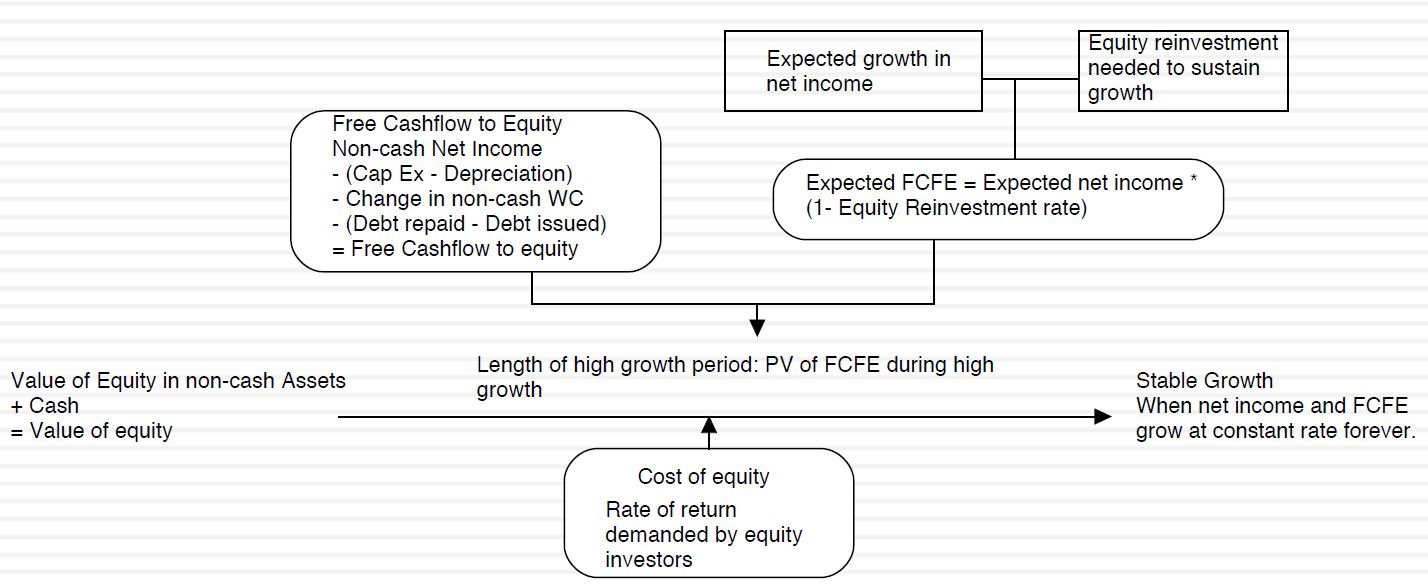 Expected growth in
net income
Equity reinvestment
needed to sustain
growth
Free Cashflow to Equity
Non-cash Net Income
- (Cap Ex - Depreciation)
- Change in non-cash WC
- (Debt repaid - Debt issued)
= Free Cashflow to equity
Expected FCFE = Expected net income *
(1- Equity Reinvestment rate)
Length of high growth period: PV of FCFE during high
growth
Value of Equity in non-cash Assets
+ Cash
= Value of equity
Stable Growth
When net income and FCFE
grow at constant rate forever.
Cost of equity
Rate of return
demanded by equity
investors